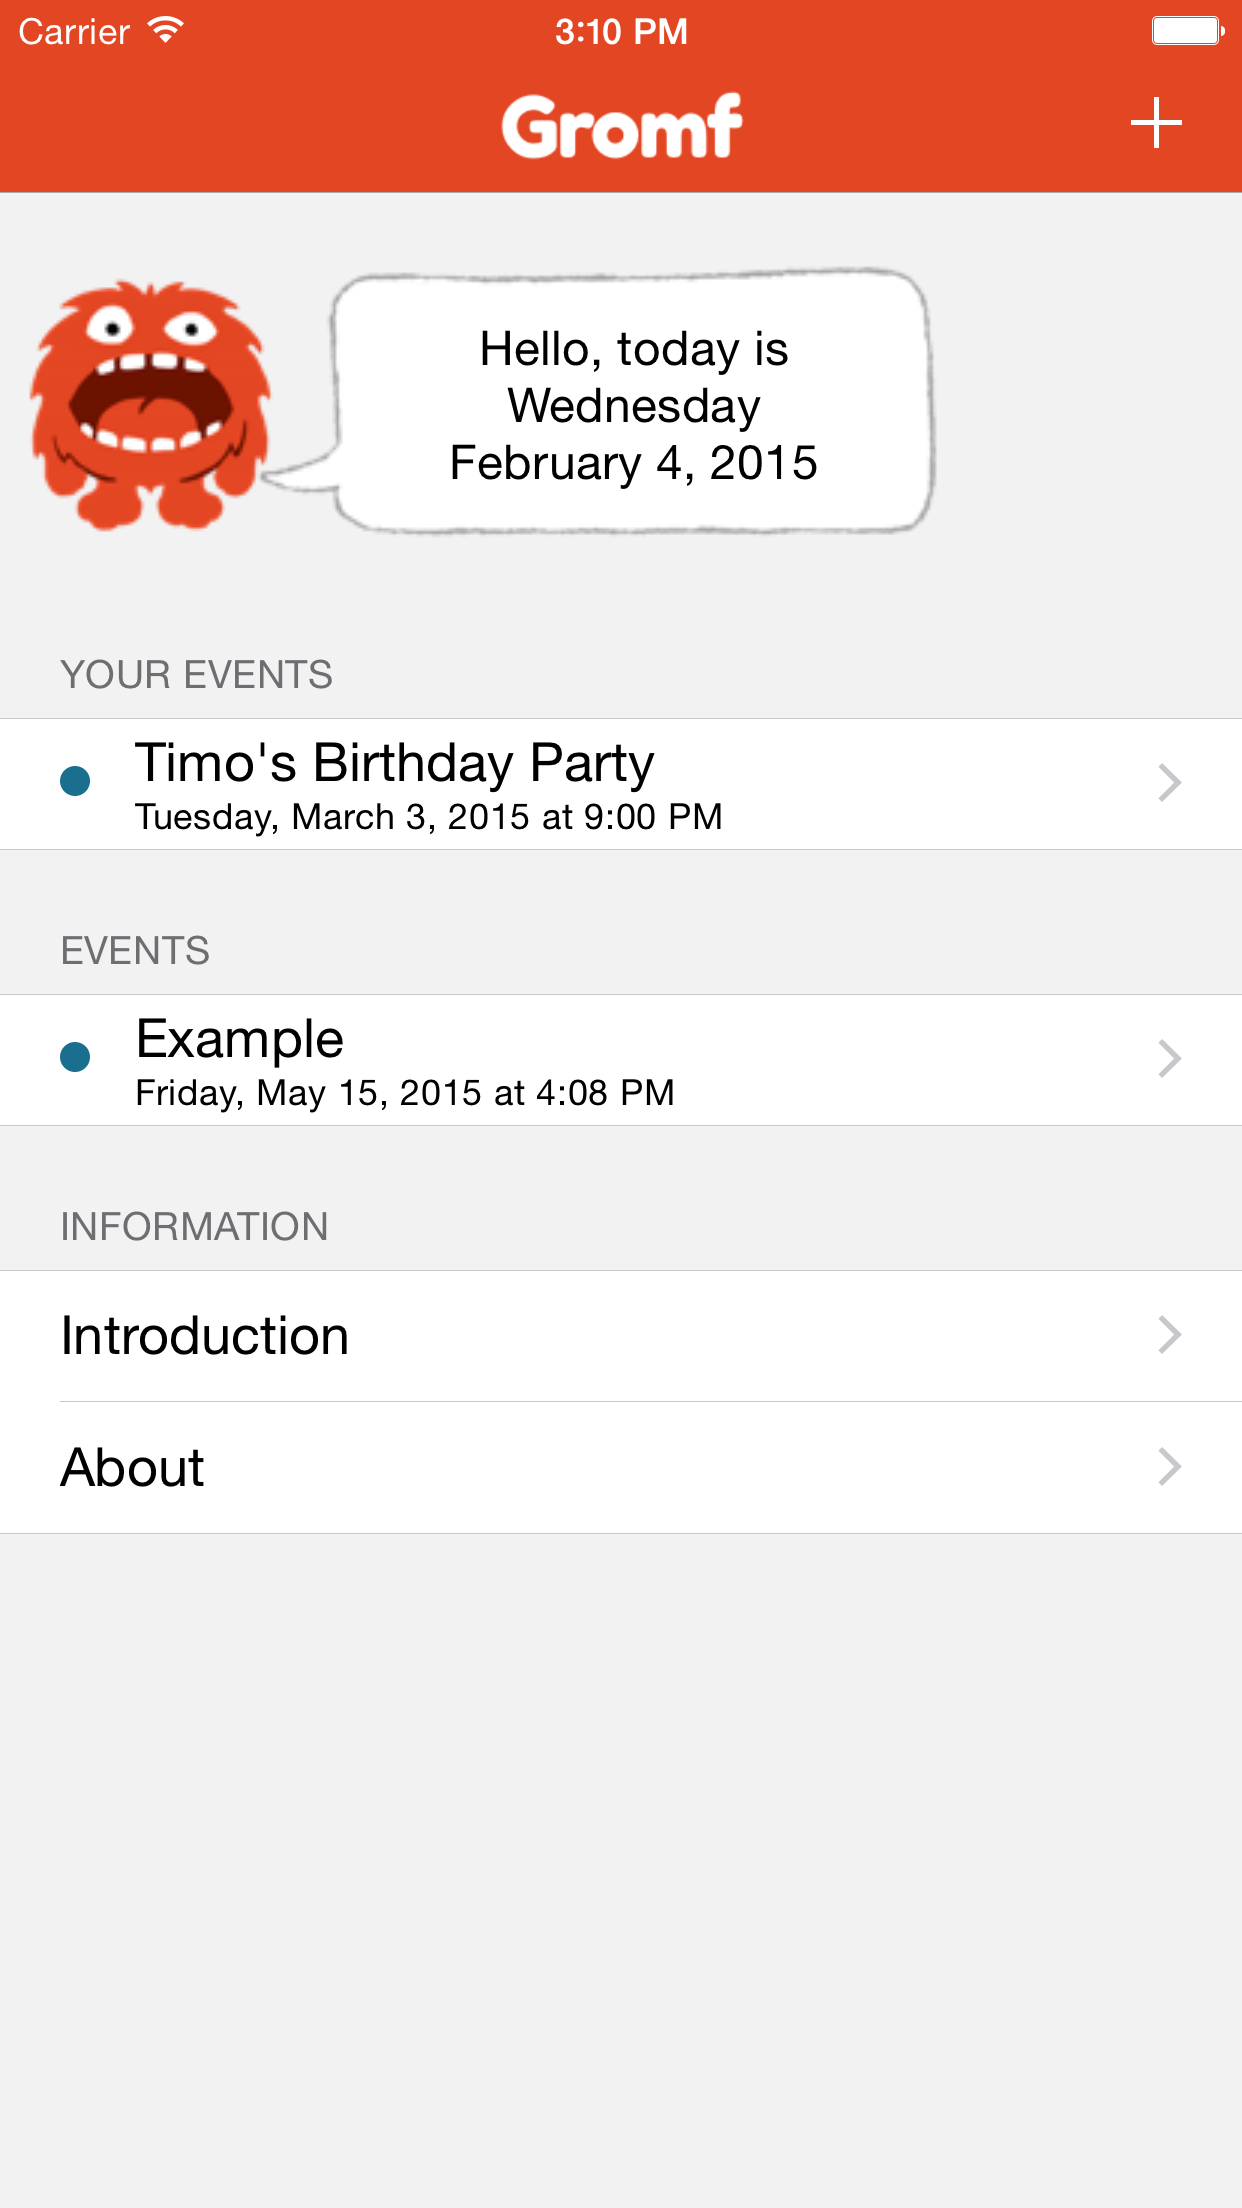 Carrier 3:10 PM
Gromf
Hello, today is
Wednesday
February 4, 2015
YOUR EVENTS
Timo's Birthday Party
Tuesday, March 3, 2015 at 9:00 PM
EVENTS
Example
Friday, May 15, 2015 at 4:08 PM
INFORMATION
Introduction
About